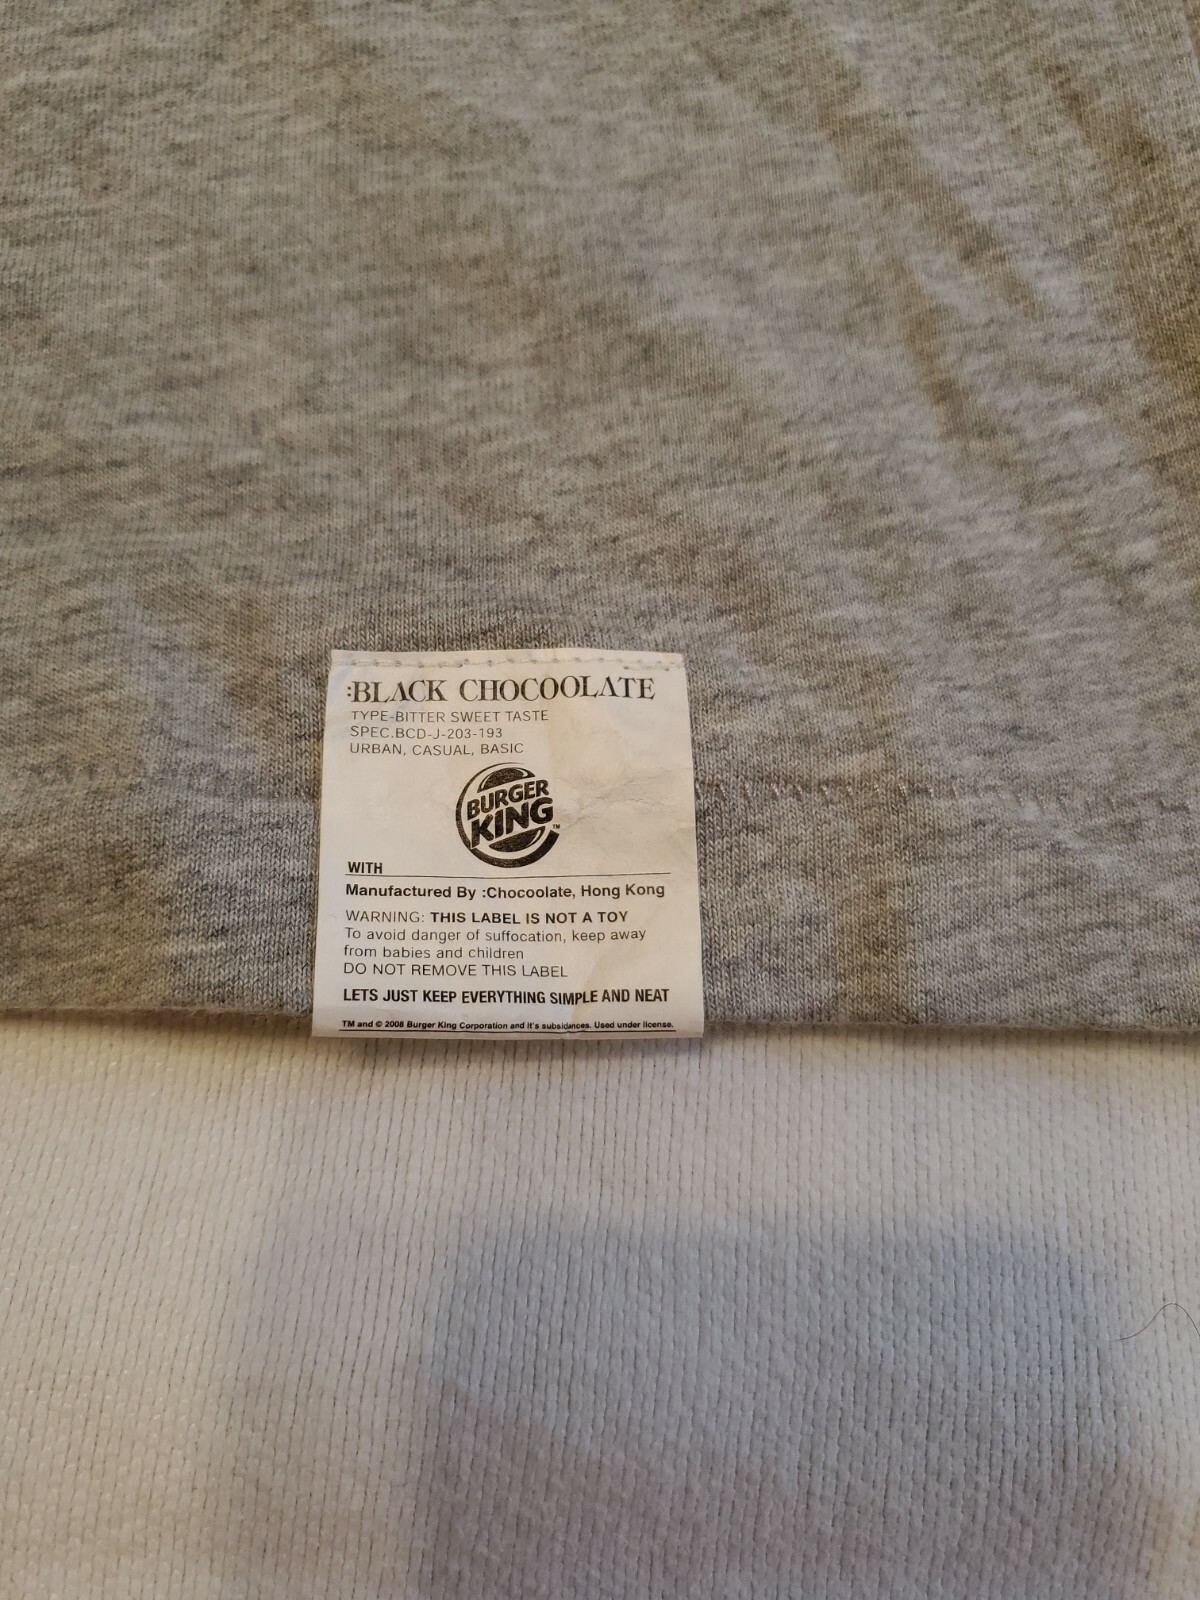 :BLACK CHOCOOLATE
TYPE-BITTER SWEET TASTE
SPEC.BCD-J-203-193
URBAN, CASUAL, BASIC
BURGER
KING™
WITH
Manufactured By :Chocoolate, Hong Kong
WARNING: THIS LABEL IS NOT A TOY
To avoid danger of suffocation, keep away
from babies and children
DO NOT REMOVE THIS LABEL
LETS JUST KEEP EVERYTHING SIMPLE AND NEAT
TM and © 2008 Burger King Corporation and it's subsidances. Used under license.